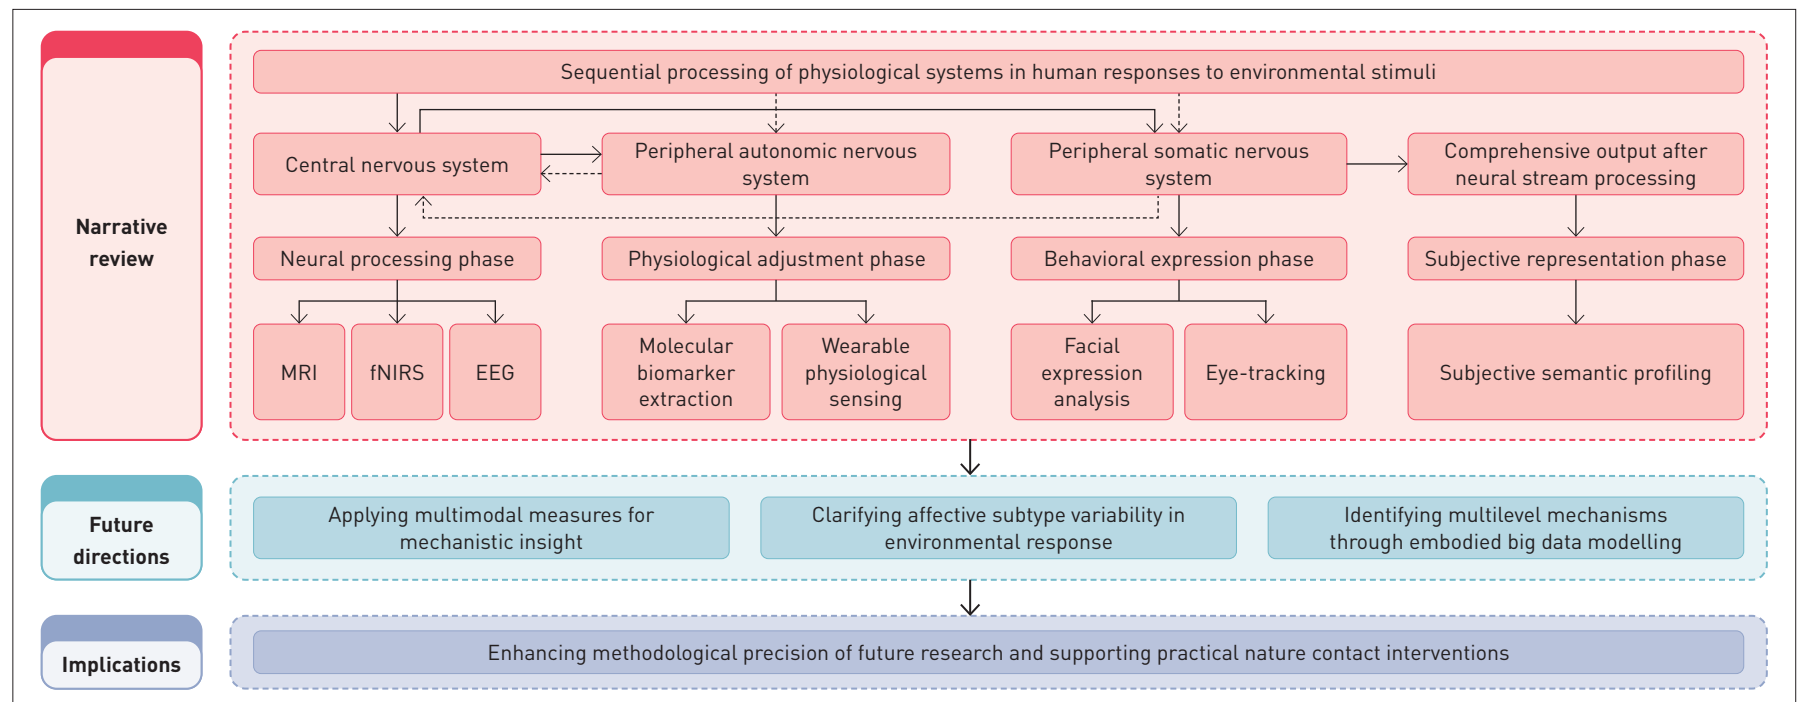 Narrative
review
Sequential processing of physiological systems in human responses to environmental stimuli
Central nervous system
Peripheral autonomic nervous
system
Peripheral somatic nervous
system
Comprehensive output after
neural stream processing
Neural processing phase
Physiological adjustment phase
Behavioral expression phase
Subjective representation phase
MRI
fNIRS
EEG
Molecular
biomarker
extraction
Wearable
physiological
sensing
Facial
expression
analysis
Eye-tracking
Subjective semantic profiling
Future
directions
Applying multimodal measures for
mechanistic insight
Clarifying affective subtype variability in
environmental response
Identifying multilevel mechanisms
through embodied big data modelling
Implications
Enhancing methodological precision of future research and supporting practical nature contact interventions